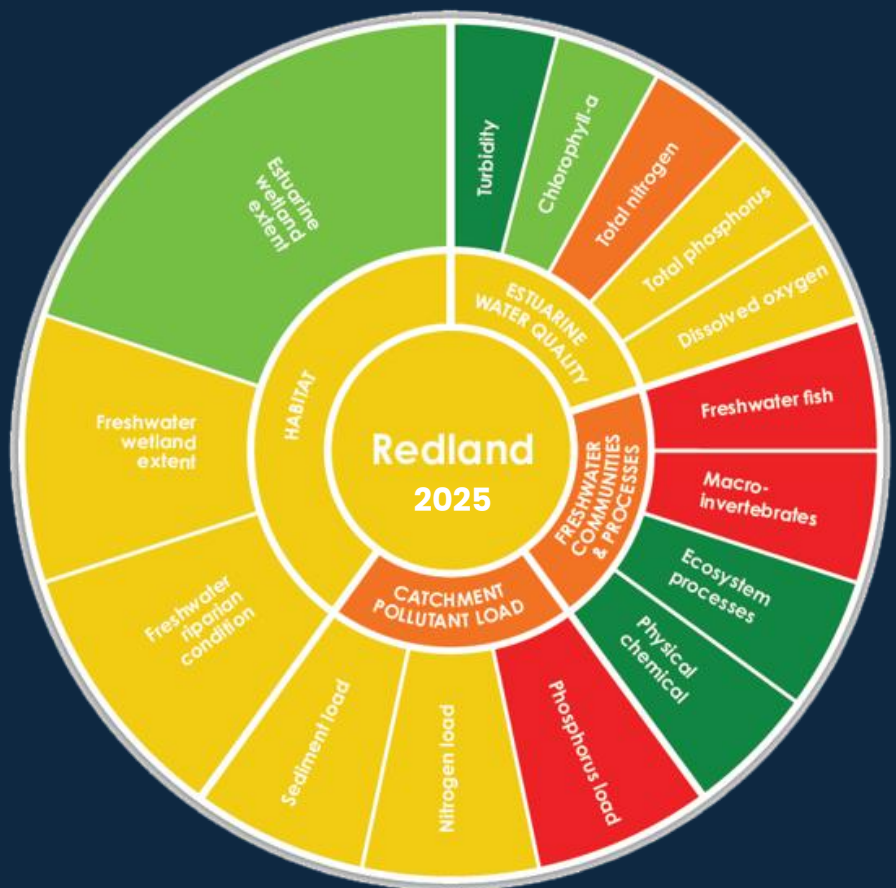 Redland
2025
HABITAT
ESTUARINE
WATER QUALITY
FRESHWATER
COMMUNITIES
& PROCESSES
CATCHMENT
POLLUTANT LOAD
Estuarine
wetland
extent
Turbidity
Chlorophyll-a
Total nitrogen
Total phosphorus
Dissolved oxygen
Freshwater fish
Macro-
invertebrates
Ecosystem
processes
Physical
chemical
Phosphorus load
Nitrogen load
Sediment load
Freshwater
riparian
condition
Freshwater
wetland
extent